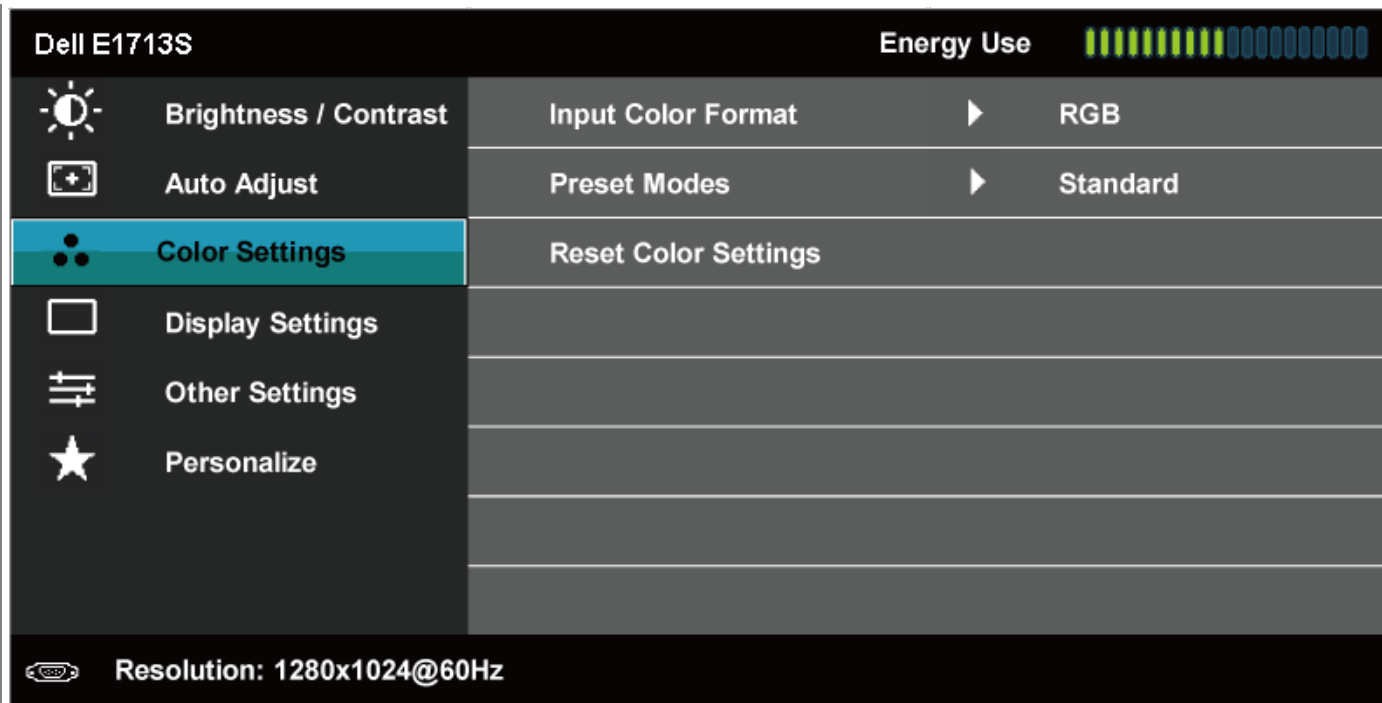 Dell E1713S Energy Use
Brightness / Contrast Input Color Format RGB
Auto Adjust Preset Modes Standard
Color Settings Reset Color Settings
Display Settings
Other Settings
Personalize
Resolution: 1280x1024@60Hz